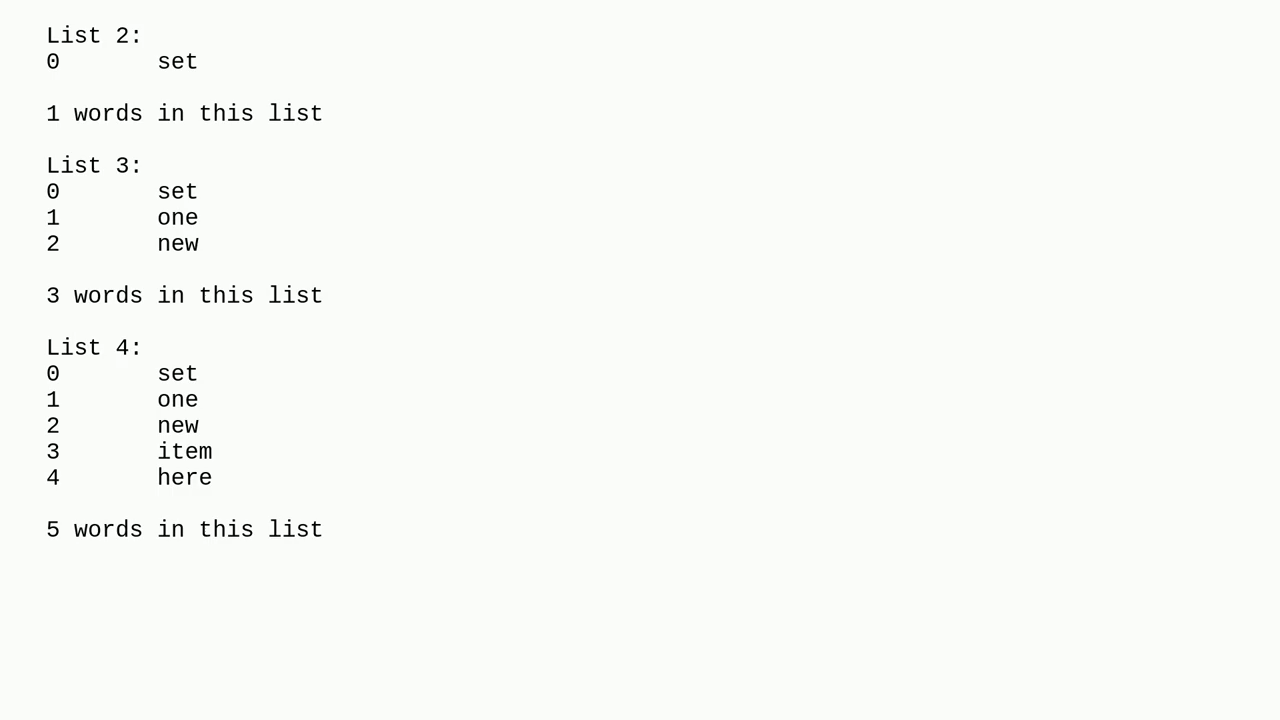 List 2:
0       set
1 words in this list
List 3:
0       set
1       one
2       new
3 words in this list
List 4:
0       set
1       one
2       new
3       item
4       here
5 words in this list